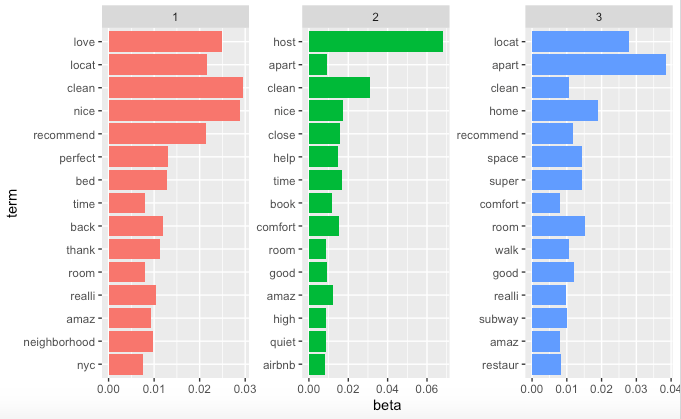 1
2
3
term
love
locat
clean
nice
recommend
perfect
bed
time
back
thank
room
realli
amaz
neighborhood
nyc
0.00 0.01 0.02 0.03
host
apart
clean
nice
close
help
time
book
comfort
room
good
amaz
high
quiet
airbnb
0.00 0.02 0.04 0.06
locat
apart
clean
home
recommend
space
super
comfort
room
walk
good
realli
subway
amaz
restaur
0.00 0.01 0.02 0.03 0.04
beta